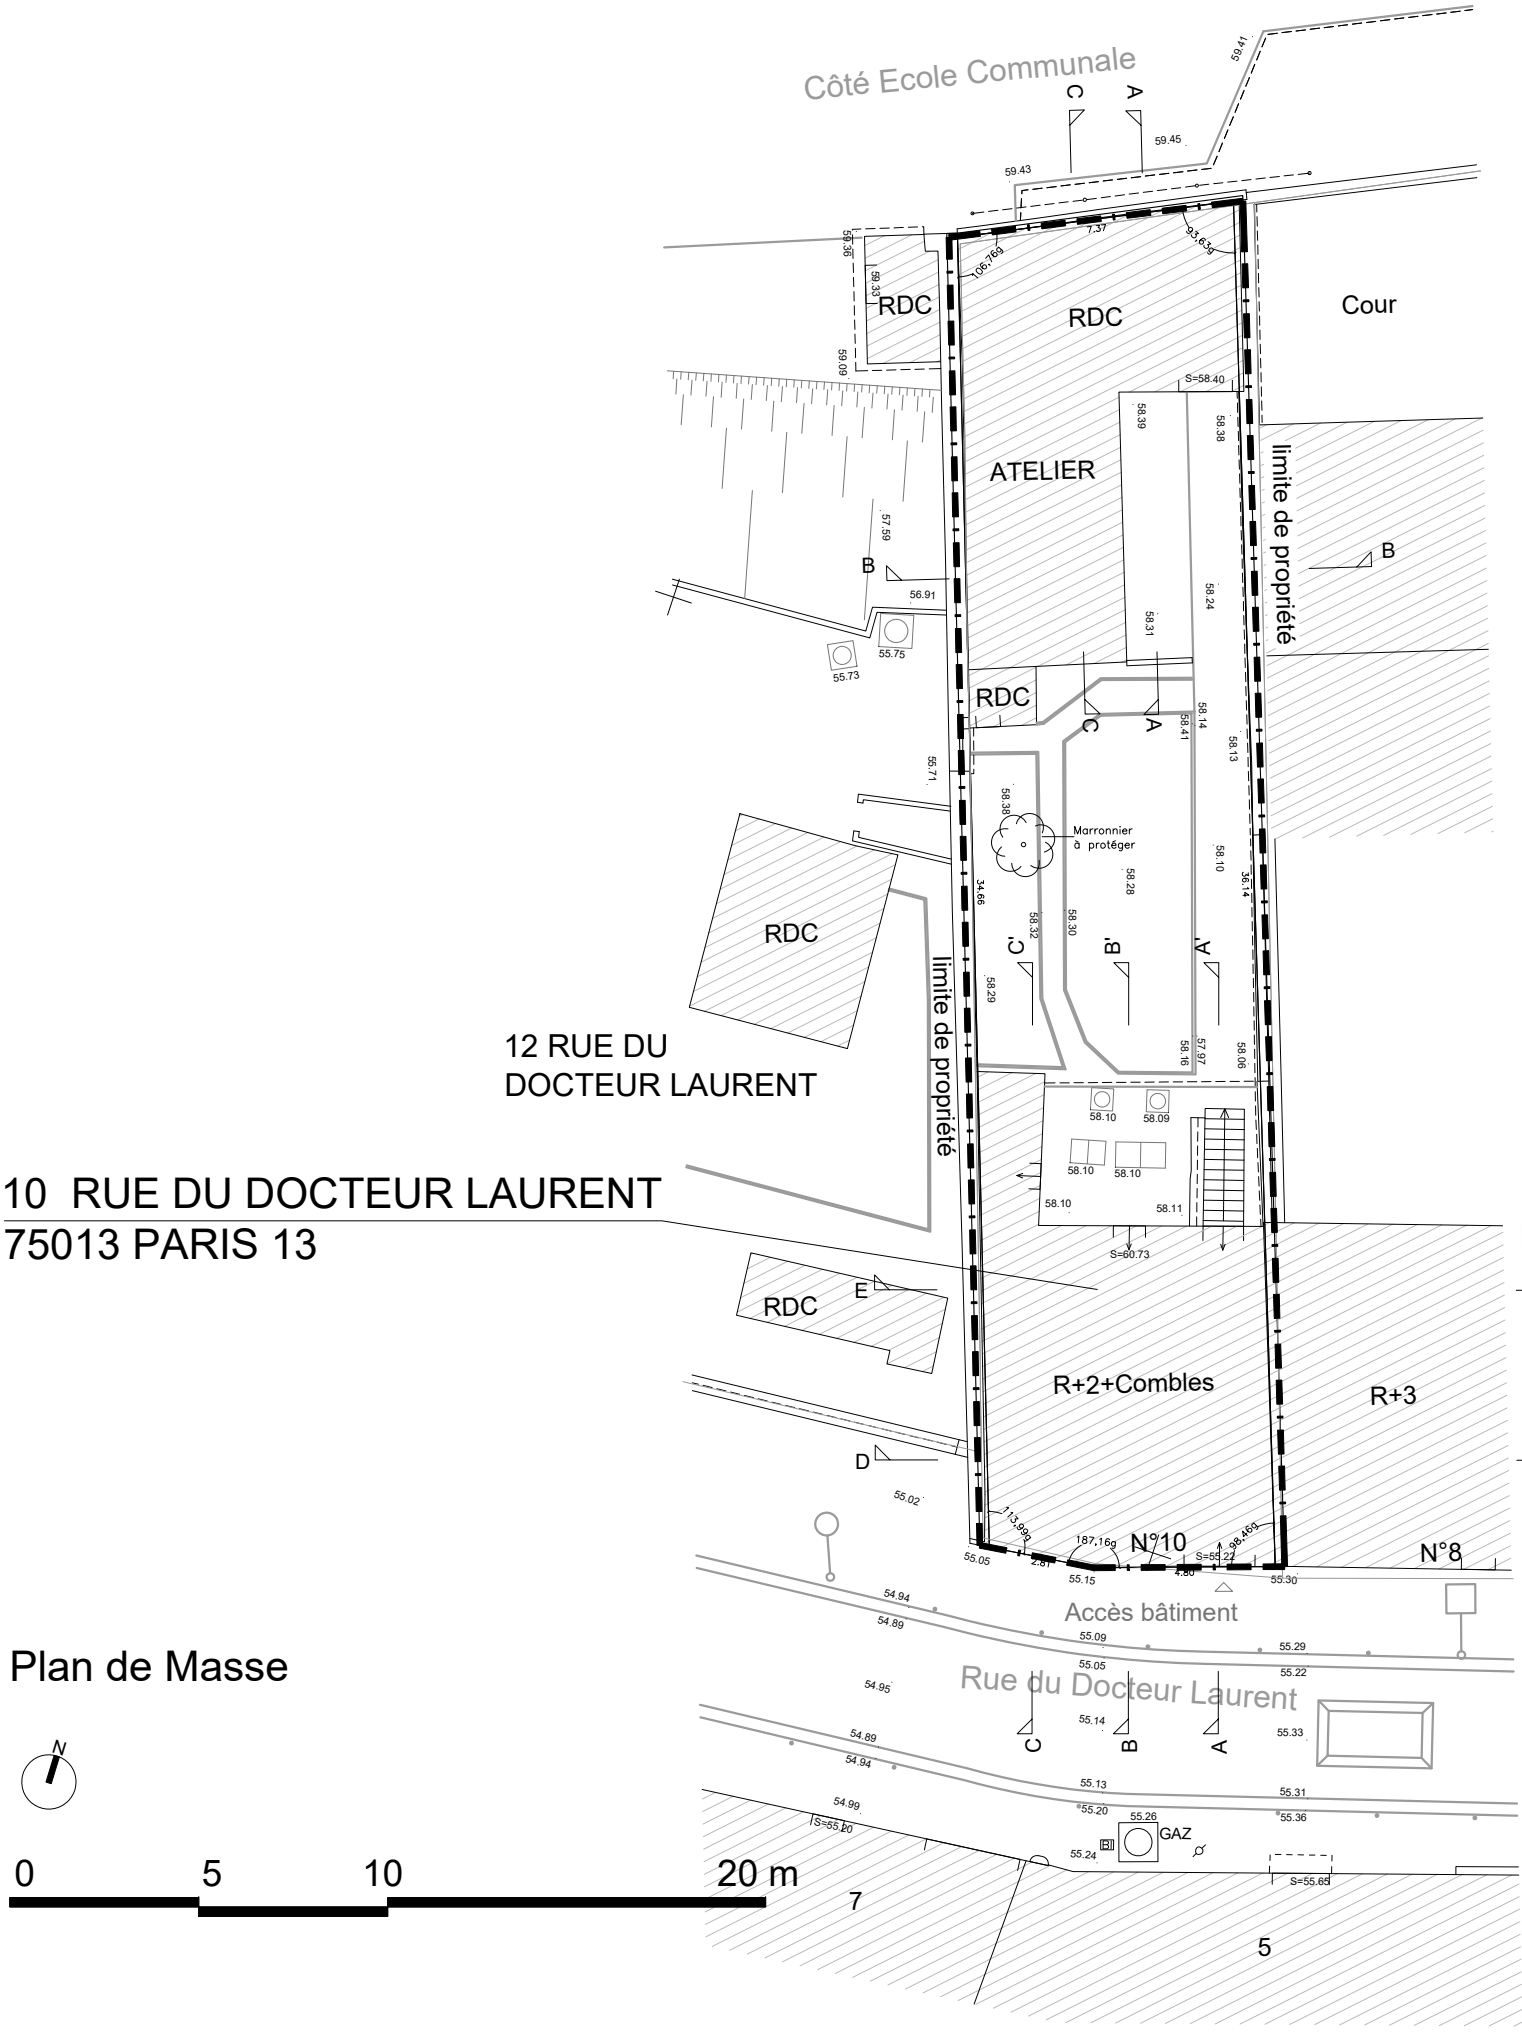 Côté Ecole Communale
59.41
C
A
59.45
59.43
7.37
93,63g
106,76g
59.36
59.33
RDC
RDC
Cour
59.09
S=58.40
58.39
58.38
ATELIER
limite de propriété
57.59
B
B
56.91
58.24
58.31
55.75
55.73
RDC
C
A
58.41
58.14
58.13
55.71
58.38
Marronnier
à protéger
58.10
58.28
36.14
34.66
RDC
58.32
58.30
C'
B'
A'
58.29
limite de propriété
12 RUE DU
DOCTEUR LAURENT
58.16
57.97
58.06
58.10
58.09
58.10
58.10
10 RUE DU DOCTEUR LAURENT
75013 PARIS 13
58.10
58.11
S=60.73
E
RDC
R+2+Combles
R+3
D
55.02
113,99g
187,16g
N°10
98,46g
S=55.22
N°8
55.05
2.81
55.15
4.80
55.30
54.94
54.89
Accès bâtiment
55.09
55.29
55.05
55.22
Plan de Masse
Rue du Docteur Laurent
54.95
55.14
55.33
54.89
C
B
A
54.94
N
55.13
55.31
54.99
55.20
55.26
55.36
S=55.20
GAZ
BI
55.24
0 5 10 20 m
S=55.65
7
5